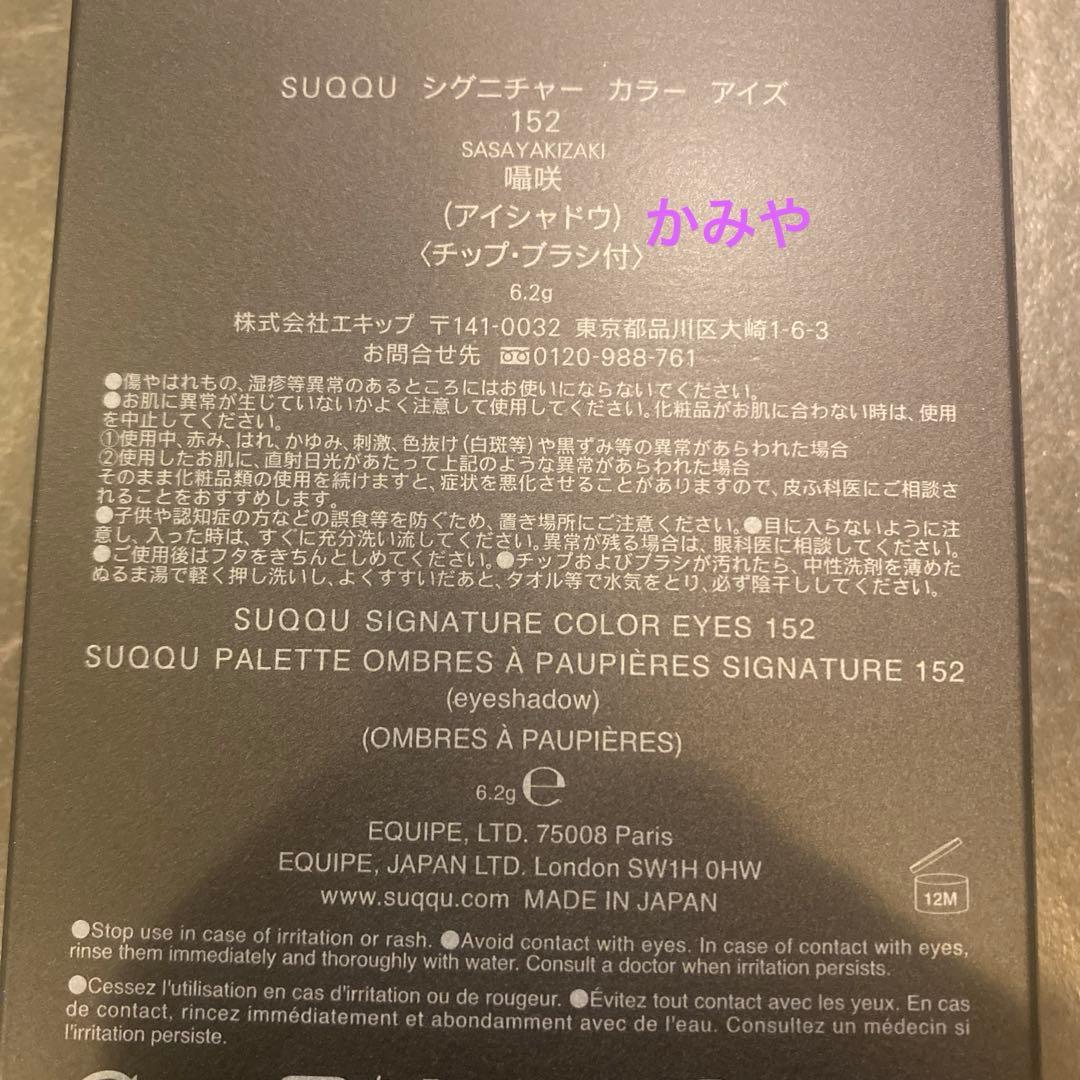 SUQQU シグニチャー カラー アイズ
152
SASAYAKIZAKI
囁咲
(アイシャドウ)
かみや
〈チップ・ブラシ付〉
6.2g
株式会社エキップ 〒141-0032 東京都品川区大崎1-6-3
お問合せ先 0120-988-761
●傷やはれもの、湿疹等異常のあるところにはお使いにならないでください。
●お肌に異常が生じていないかよく注意して使用してください。化粧品がお肌に合わない時は、使用
を中止してください。
①使用中、赤み、はれ、かゆみ、刺激、色抜け(白斑等)や黒ずみ等の異常があらわれた場合
②使用したお肌に、直射日光があたって上記のような異常があらわれた場合
そのまま化粧品類の使用を続けますと、症状を悪化させることがありますので、皮ふ科医にご相談さ
れることをおすすめします。
●子供や認知症の方などの誤食等を防ぐため、置き場所にご注意ください。●目に入らないように注
意し、入った時は、すぐに充分洗い流してください。異常が残る場合は、眼科医に相談してください。
●ご使用後はフタをきちんとしめてください。●チップおよびブラシが汚れたら、中性洗剤を薄めた
ぬるま湯で軽く押し洗いし、よくすすいだあと、タオル等で水気をとり、必ず陰干ししてください。
SUQQU SIGNATURE COLOR EYES 152
SUQQU PALETTE OMBRES À PAUPIÈRES SIGNATURE 152
(eyeshadow)
(OMBRES À PAUPIÈRES)
6.2g ℮
EQUIPE, LTD. 75008 Paris
EQUIPE, JAPAN LTD. London SW1H 0HW
www.suqqu.com MADE IN JAPAN
12M
●Stop use in case of irritation or rash. ●Avoid contact with eyes. In case of contact with eyes,
rinse them immediately and thoroughly with water. Consult a doctor when irritation persists.
●Cessez l'utilisation en cas d'irritation ou de rougeur. ●Évitez tout contact avec les yeux. En cas
de contact, rincez immédiatement et abondamment avec de l'eau. Consultez un médecin si
l'irritation persiste.